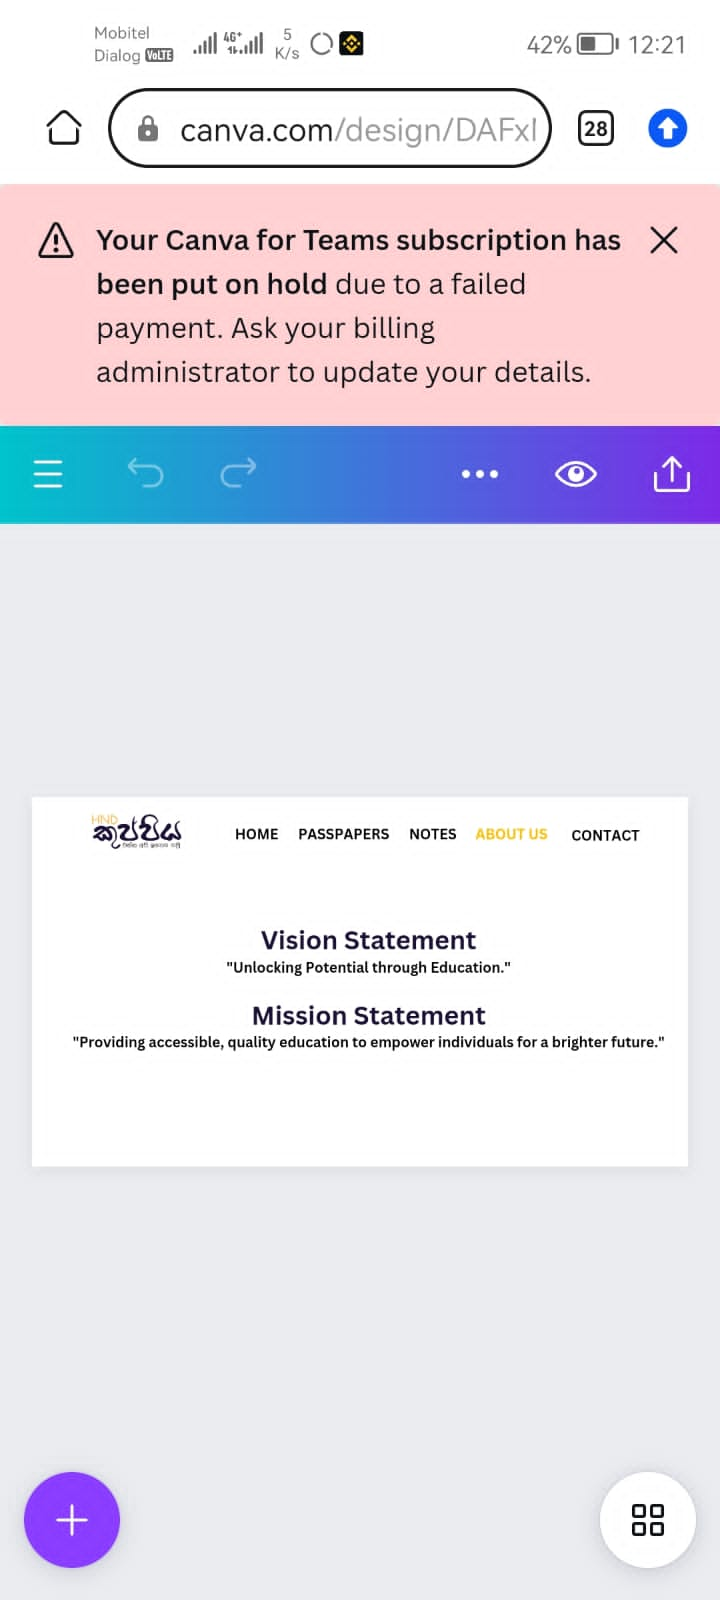 Mobitel
Dialog VoLTE
4G+
5
K/s
42%
12:21
canva.com/design/DAFxl
28
Your Canva for Teams subscription has
been put on hold due to a failed
payment. Ask your billing
administrator to update your details.
HND
කුප්පිය
HOME PASSPAPERS NOTES ABOUT US CONTACT
Vision Statement
"Unlocking Potential through Education."
Mission Statement
"Providing accessible, quality education to empower individuals for a brighter future."